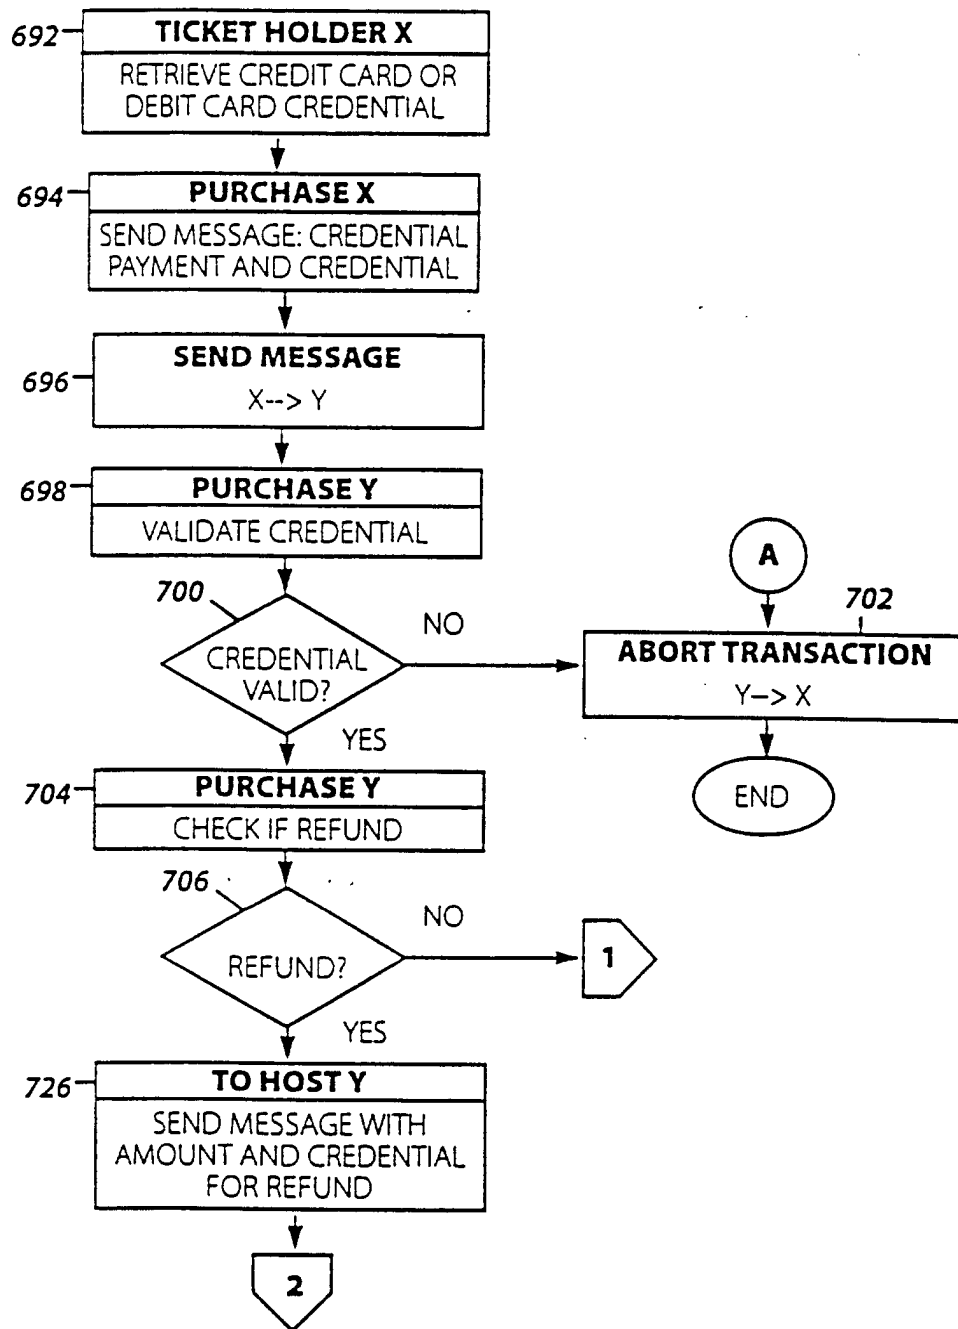 692
TICKET HOLDER X
RETRIEVE CREDIT CARD OR
DEBIT CARD CREDENTIAL
694
PURCHASE X
SEND MESSAGE: CREDENTIAL
PAYMENT AND CREDENTIAL
696
SEND MESSAGE
X--> Y
698
PURCHASE Y
VALIDATE CREDENTIAL
700
CREDENTIAL
VALID?
NO
YES
A
702
ABORT TRANSACTION
Y--> X
END
704
PURCHASE Y
CHECK IF REFUND
706
REFUND?
NO
1
YES
726
TO HOST Y
SEND MESSAGE WITH
AMOUNT AND CREDENTIAL
FOR REFUND
2